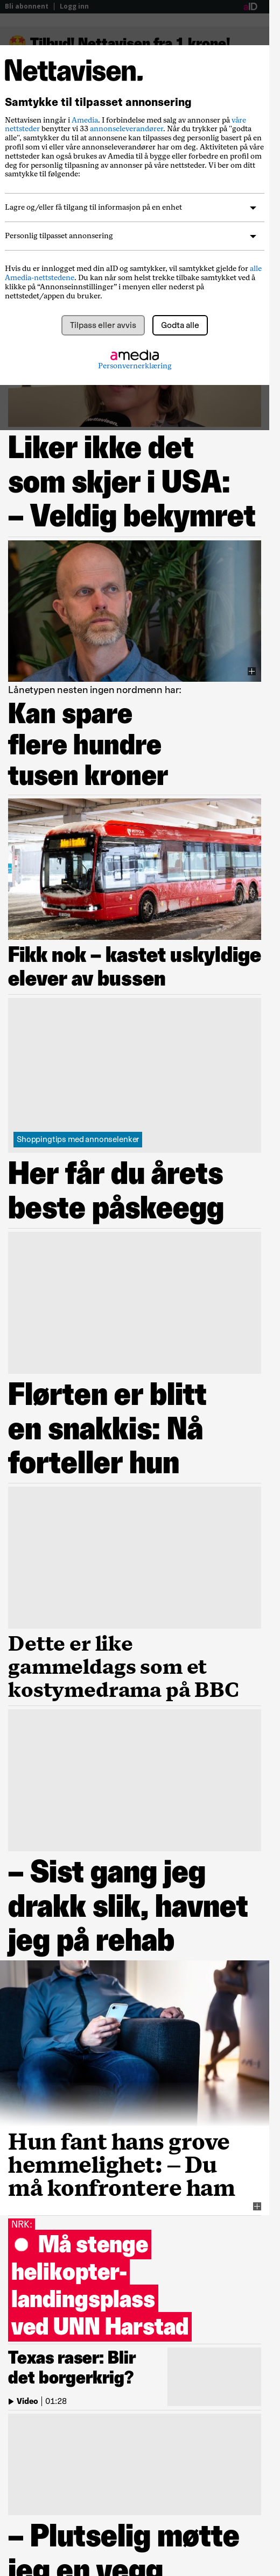 Bli abonnent | Logg inn
aID
Tilbud! Nettavisen fra 1 krone!
Nettavisen.
Samtykke til tilpasset annonsering
Nettavisen inngår i Amedia. I forbindelse med salg av annonser på våre
nettsteder benytter vi 33 annonseleverandører. Når du trykker på "godta
alle", samtykker du til at annonsene kan tilpasses deg personlig basert på en
profil som vi eller våre annonseleverandører har om deg. Aktivitetene på våre
nettsteder kan også brukes av Amedia til å bygge eller forbedre en profil om
deg for personlig tilpasning av annonser på våre nettsteder. Vi ber om ditt
samtykke til følgende:
Lagre og/eller få tilgang til informasjon på en enhet
Personlig tilpasset annonsering
Hvis du er innlogget med din aID og samtykker, vil samtykket gjelde for alle
Amedia-nettstedene. Du kan når som helst trekke tilbake samtykket ved å
klikke på “Annonseinnstillinger” i menyen eller nederst på
nettstedet/appen du bruker.
Tilpass eller avvis
Godta alle
amedia
Personvernerklæring
Liker ikke det
som skjer i USA:
– Veldig bekymret
Lånetypen nesten ingen nordmenn har:
Kan spare
flere hundre
tusen kroner
Fikk nok – kastet uskyldige
elever av bussen
Shoppingtips med annonselenker
Her får du årets
beste påskeegg
Flørten er blitt
en snakkis: Nå
forteller hun
Dette er like
gammeldags som et
kostymedrama på BBC
– Sist gang jeg
drakk slik, havnet
jeg på rehab
Hun fant hans grove
hemmelighet: – Du
må konfrontere ham
NRK:
Må stenge
helikopter-
landingsplass
ved UNN Harstad
Texas raser: Blir
det borgerkrig?
Video | 01:28
– Plutselig møtte
jeg en vegg